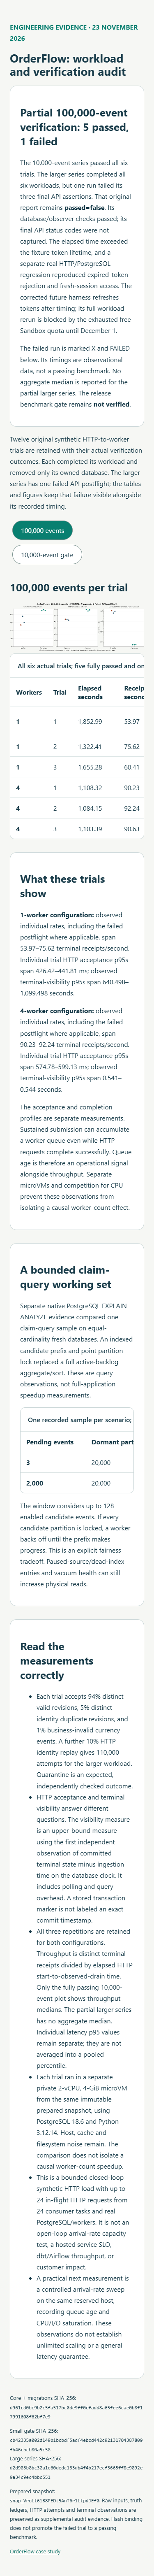 ENGINEERING EVIDENCE · 23 NOVEMBER
2026
OrderFlow: workload
and verification audit
Partial 100,000-event
verification: 5 passed,
1 failed
The 10,000-event series passed all six
trials. The larger series completed all
six workloads, but one run failed its
three final API assertions. That original
report remains passed=false. Its
database/observer checks passed; its
final API status codes were not
captured. The elapsed time exceeded
the fixture token lifetime, and a
separate real HTTP/PostgreSQL
regression reproduced expired-token
rejection and fresh-session access. The
corrected future harness refreshes
tokens after timing; its full workload
rerun is blocked by the exhausted free
Sandbox quota until December 1.
The failed run is marked X and FAILED
below. Its timings are observational
data, not a passing benchmark. No
aggregate median is reported for the
partial larger series. The release
benchmark gate remains not verified.
Twelve original synthetic HTTP-to-worker
trials are retained with their actual verification
outcomes. Each completed its workload and
removed only its owned database. The larger
series has one failed API postflight; the tables
and figures keep that failure visible alongside
its recorded timing.
100,000 events
10,000-event gate
100,000 events per trial
All six actual trials; five fully passed and on
Workers Trial Elapsed seconds Receip second
1 1 1,852.99 53.97
1 2 1,322.41 75.62
1 3 1,655.28 60.41
4 1 1,108.32 90.23
4 2 1,084.15 92.24
4 3 1,103.39 90.63
What these trials
show
1-worker configuration: observed
individual rates, including the failed
postflight where applicable, span
53.97–75.62 terminal receipts/second.
Individual trial HTTP acceptance p95s
span 426.42–441.81 ms; observed
terminal-visibility p95s span 640.498–
1,099.498 seconds.
4-worker configuration: observed
individual rates, including the failed
postflight where applicable, span
90.23–92.24 terminal receipts/second.
Individual trial HTTP acceptance p95s
span 574.78–599.13 ms; observed
terminal-visibility p95s span 0.541–
0.544 seconds.
The acceptance and completion
profiles are separate measurements.
Sustained submission can accumulate
a worker queue even while HTTP
requests complete successfully. Queue
age is therefore an operational signal
alongside throughput. Separate
microVMs and competition for CPU
prevent these observations from
isolating a causal worker-count effect.
A bounded claim-
query working set
Separate native PostgreSQL EXPLAIN
ANALYZE evidence compared one
claim-query sample on equal-
cardinality fresh databases. An indexed
candidate prefix and point partition
lock replaced a full active-backlog
aggregate/sort. These are query
observations, not full-application
speedup measurements.
One recorded sample per scenario;
Pending events Dormant part
3 20,000
2,000 20,000
The window considers up to 128
enabled candidate events. If every
candidate partition is locked, a worker
backs off until the prefix makes
progress. This is an explicit fairness
tradeoff. Paused-source/dead-index
entries and vacuum health can still
increase physical reads.
Read the
measurements
correctly
Each trial accepts 94% distinct
valid revisions, 5% distinct-
identity duplicate revisions, and
1% business-invalid currency
events. A further 10% HTTP
identity replay gives 110,000
attempts for the larger workload.
Quarantine is an expected,
independently checked outcome.
HTTP acceptance and terminal
visibility answer different
questions. The visibility measure
is an upper-bound measure
using the first independent
observation of committed
terminal state minus ingestion
time on the database clock. It
includes polling and query
overhead. A stored transaction
marker is not labeled an exact
commit timestamp.
All three repetitions are retained
for both configurations.
Throughput is distinct terminal
receipts divided by elapsed HTTP
start-to-observed-drain time.
Only the fully passing 10,000-
event plot shows throughput
medians. The partial larger series
has no aggregate median.
Individual latency p95 values
remain separate; they are not
averaged into a pooled
percentile.
Each trial ran in a separate
private 2-vCPU, 4-GiB microVM
from the same immutable
prepared snapshot, using
PostgreSQL 18.6 and Python
3.12.14. Host, cache and
filesystem noise remain. The
comparison does not isolate a
causal worker-count speedup.
This is a bounded closed-loop
synthetic HTTP load with up to
24 in-flight HTTP requests from
24 consumer tasks and real
PostgreSQL/workers. It is not an
open-loop arrival-rate capacity
test, a hosted service SLO,
dbt/Airflow throughput, or
customer impact.
A practical next measurement is
a controlled arrival-rate sweep
on the same reserved host,
recording queue age and
CPU/I/O saturation. These
observations do not establish
unlimited scaling or a general
latency guarantee.
Core + migrations SHA-256:
Small gate SHA-256:
Large series SHA-256:
Prepared snapshot:
Raw inputs, truth
ledgers, HTTP attempts and terminal observations are
preserved as supplemental audit evidence. Hash binding
does not promote the failed trial to a passing
benchmark.
OrderFlow case study